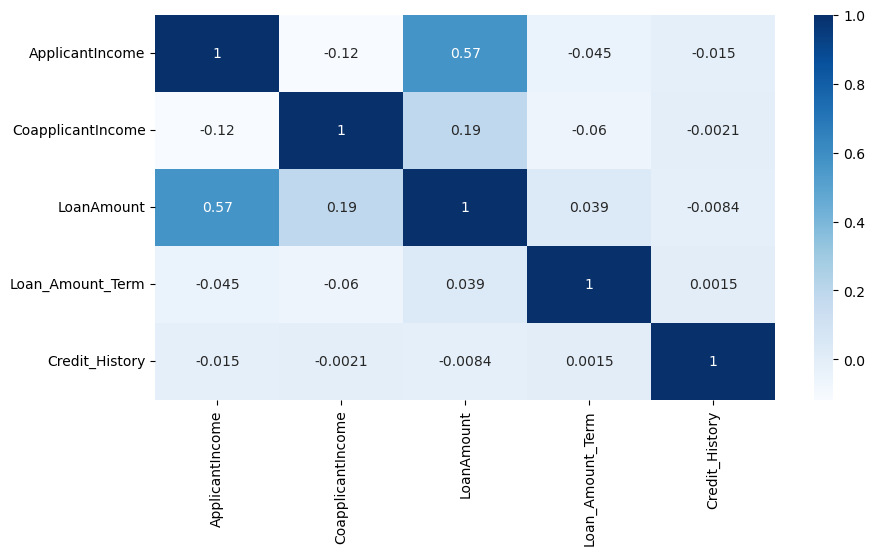 1.0
ApplicantIncome 1 -0.12 0.57 -0.045 -0.015
0.8
CoapplicantIncome -0.12 1 0.19 -0.06 -0.0021
0.6
LoanAmount 0.57 0.19 1 0.039 -0.0084
0.4
Loan_Amount_Term -0.045 -0.06 0.039 1 0.0015
0.2
Credit_History -0.015 -0.0021 -0.0084 0.0015 1
0.0
ApplicantIncome
CoapplicantIncome
LoanAmount
Loan_Amount_Term
Credit_History